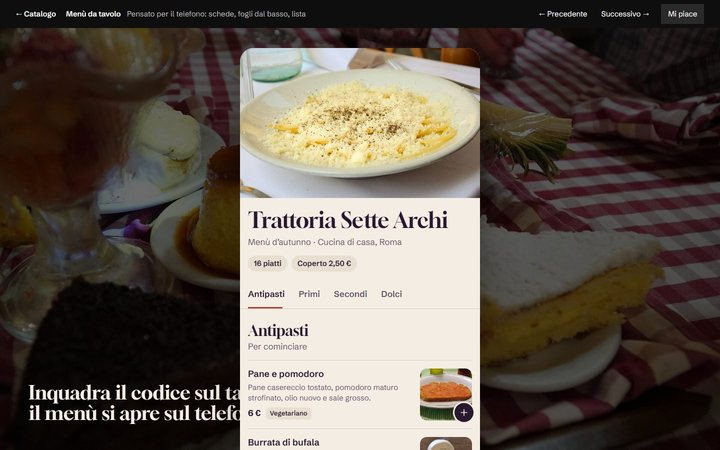 ← Catalogo Menù da tavolo Pensato per il telefono: schede, fogli dal basso, lista ← Precedente Successivo → Mi piace
Trattoria Sette Archi
Menù d'autunno · Cucina di casa, Roma
16 piatti Coperto 2,50 €
Antipasti Primi Secondi Dolci
Antipasti
Per cominciare
Pane e pomodoro
Pane casereccio tostato, pomodoro maturo
strofinato, olio nuovo e sale grosso.
6 € Vegetariano
+
Burrata di bufala
Inquadra il codice sul ta
il menù si apre sul telefo